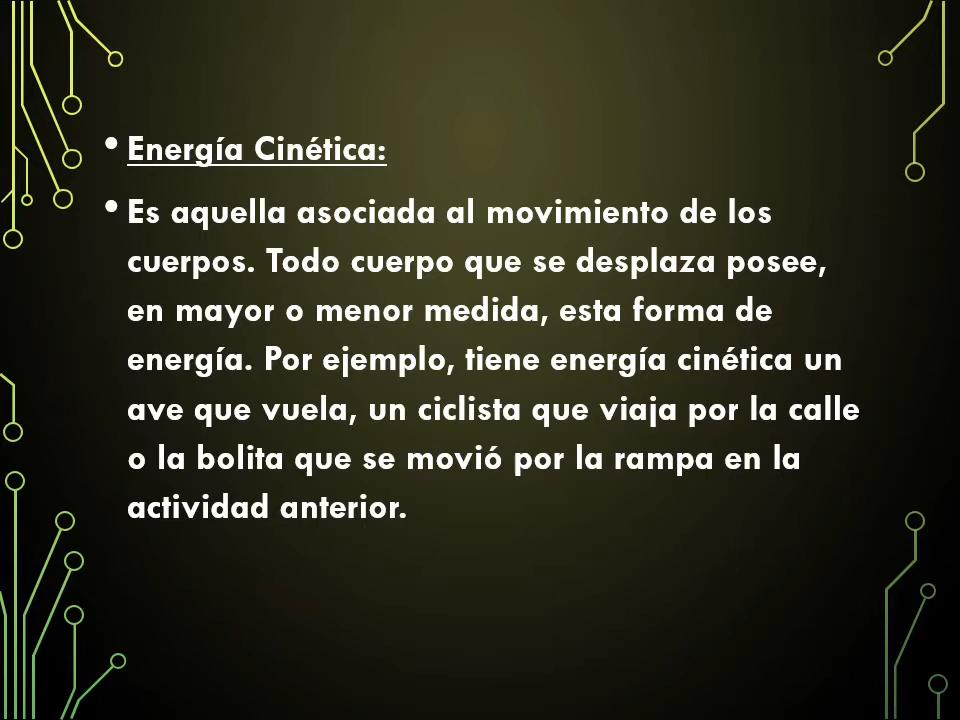 • Energía Cinética:
• Es aquella asociada al movimiento de los
cuerpos. Todo cuerpo que se desplaza posee,
en mayor o menor medida, esta forma de
energía. Por ejemplo, tiene energía cinética un
ave que vuela, un ciclista que viaja por la calle
o la bolita que se movió por la rampa en la
actividad anterior.